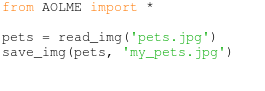 from AOLME import *
pets = read_img('pets.jpg')
save_img(pets, 'my_pets.jpg')